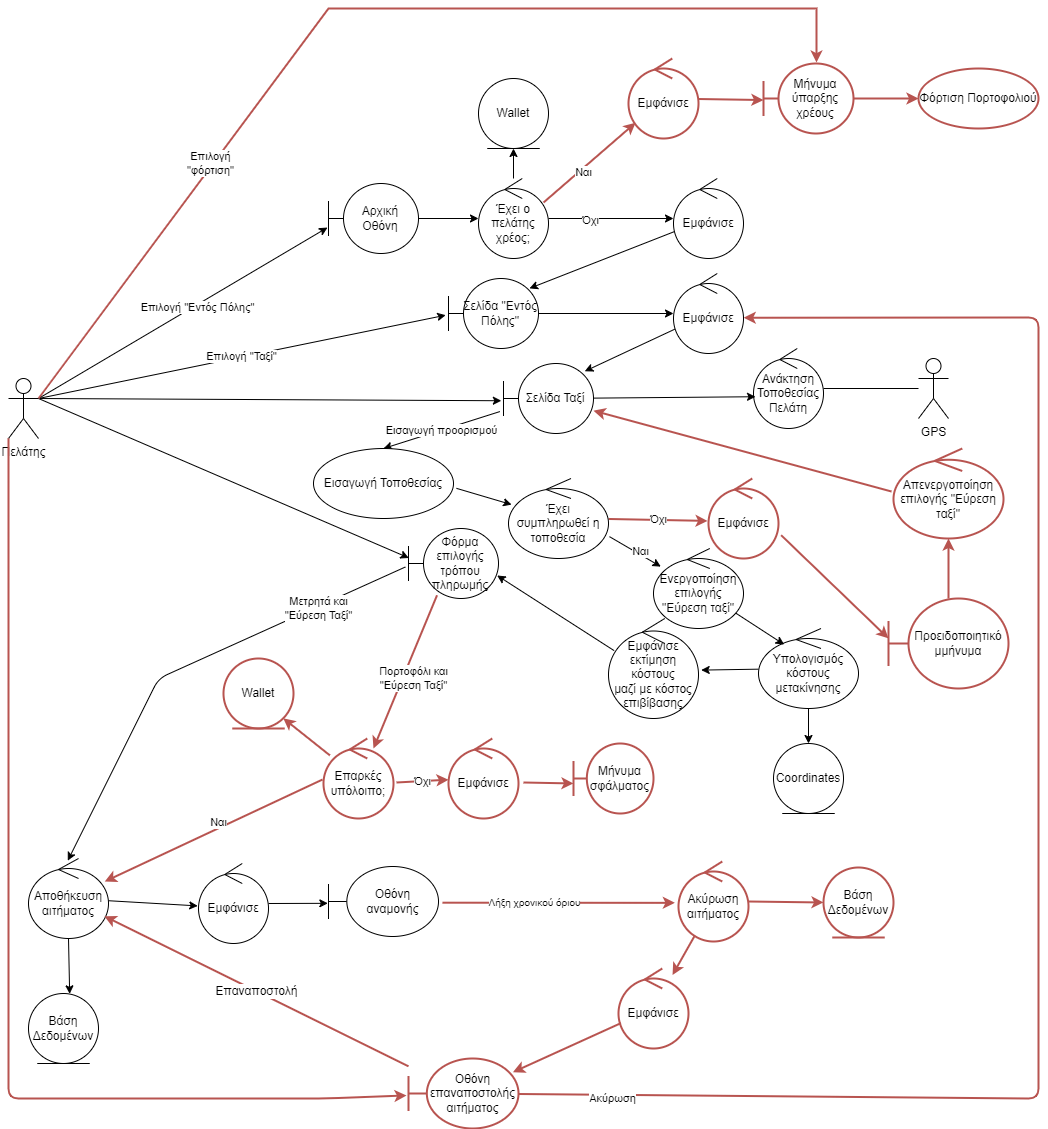 Μήνυμα
ύπαρξης
χρέους
Φόρτιση Πορτοφολιού
Εμφάνισε
Wallet
Επιλογή
"φόρτιση"
Ναι
Αρχική
Οθόνη
Έχει ο
πελάτης
χρέος;
Όχι
Εμφάνισε
Επιλογή "Εντός Πόλης"
Σελίδα "Εντός
Πόλης"
Εμφάνισε
Επιλογή "Ταξί"
Ανάκτηση
Τοποθεσίας
Πελάτη
Σελίδα Ταξί
GPS
Πελάτης
Εισαγωγή προορισμού
Εισαγωγή Τοποθεσίας
Έχει
συμπληρωθεί η
τοποθεσία
Όχι
Εμφάνισε
Απενεργοποίηση
επιλογής "Εύρεση
ταξί"
Ναι
Φόρμα
επιλογής
τρόπου
πληρωμής
Ενεργοποίηση
επιλογής
"Εύρεση ταξί"
Μετρητά και
"Εύρεση Ταξί"
Προειδοποιητικό
μμήνυμα
Εμφάνισε
εκτίμηση
κόστους
μαζί με κόστος
επιβίβασης
Υπολογισμός
κόστους
μετακίνησης
Πορτοφόλι και
"Εύρεση Ταξί"
Wallet
Επαρκές
υπόλοιπο;
Όχι
Εμφάνισε
Μήνυμα
σφάλματος
Coordinates
Ναι
Αποθήκευση
αιτήματος
Εμφάνισε
Οθόνη
αναμονής
Λήξη χρονικού όριου
Ακύρωση
αιτήματος
Βάση
Δεδομένων
Επαναποστολή
Εμφάνισε
Βάση
Δεδομένων
Οθόνη
επαναποστολής
αιτήματος
Ακύρωση